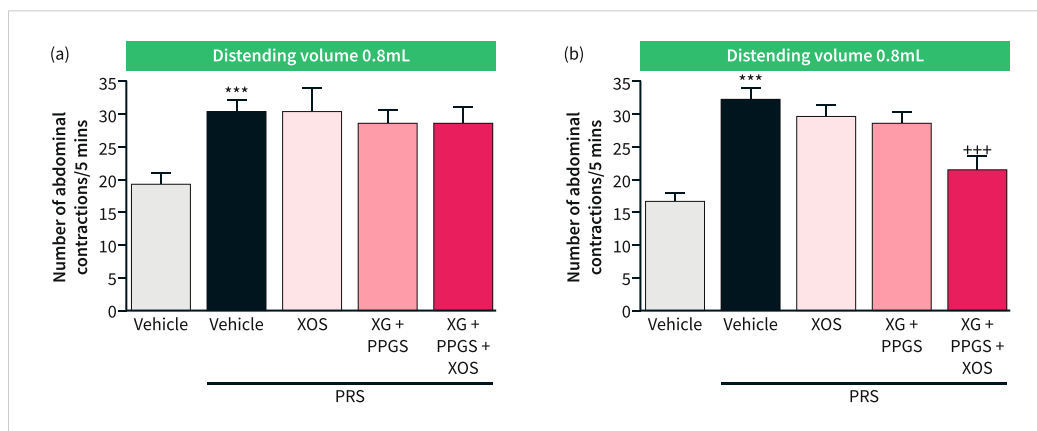 (a)
Distending volume 0.8mL
Number of abdominal
contractions/5 mins
35
30
25
20
15
10
5
0
***
Vehicle
Vehicle
XOS
XG +
PPGS
XG +
PPGS +
XOS
PRS
(b)
Distending volume 0.8mL
Number of abdominal
contractions/5 mins
35
30
25
20
15
10
5
0
***
+++
Vehicle
Vehicle
XOS
XG +
PPGS
XG +
PPGS +
XOS
PRS